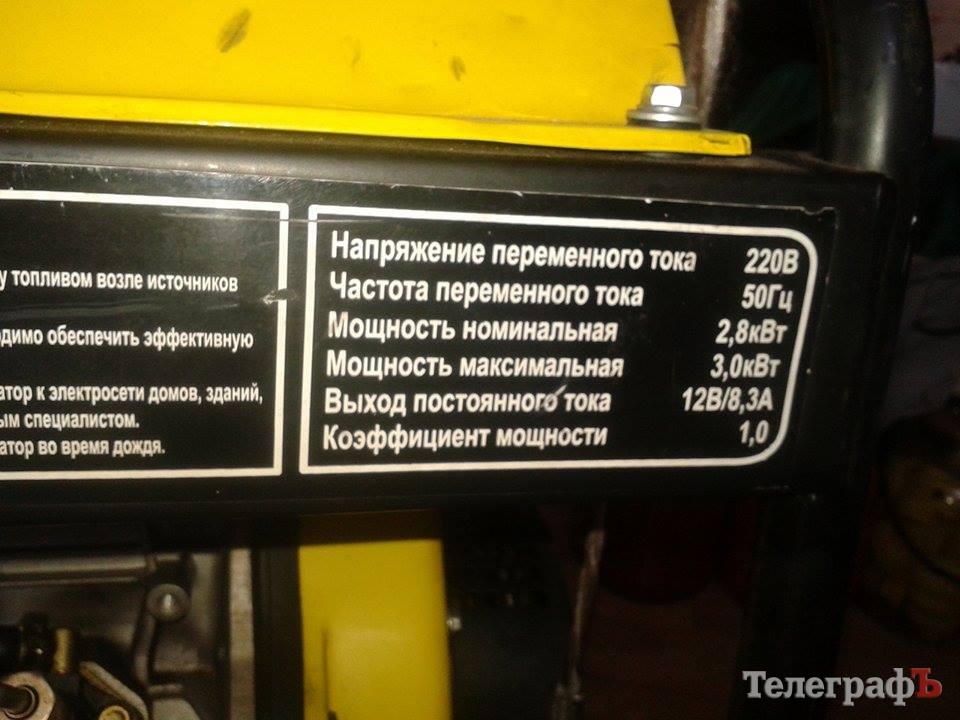 у топливом возле источников
димо обеспечить эффективную
атор к электросети домов, зданий,
ым специалистом.
атор во время дождя.
Напряжение переменного тока 220В
Частота переменного тока 50Гц
Мощность номинальная 2,8кВт
Мощность максимальная 3,0кВт
Выход постоянного тока 12В/8,3А
Коэффициент мощности 1,0
ТелеграфЪ